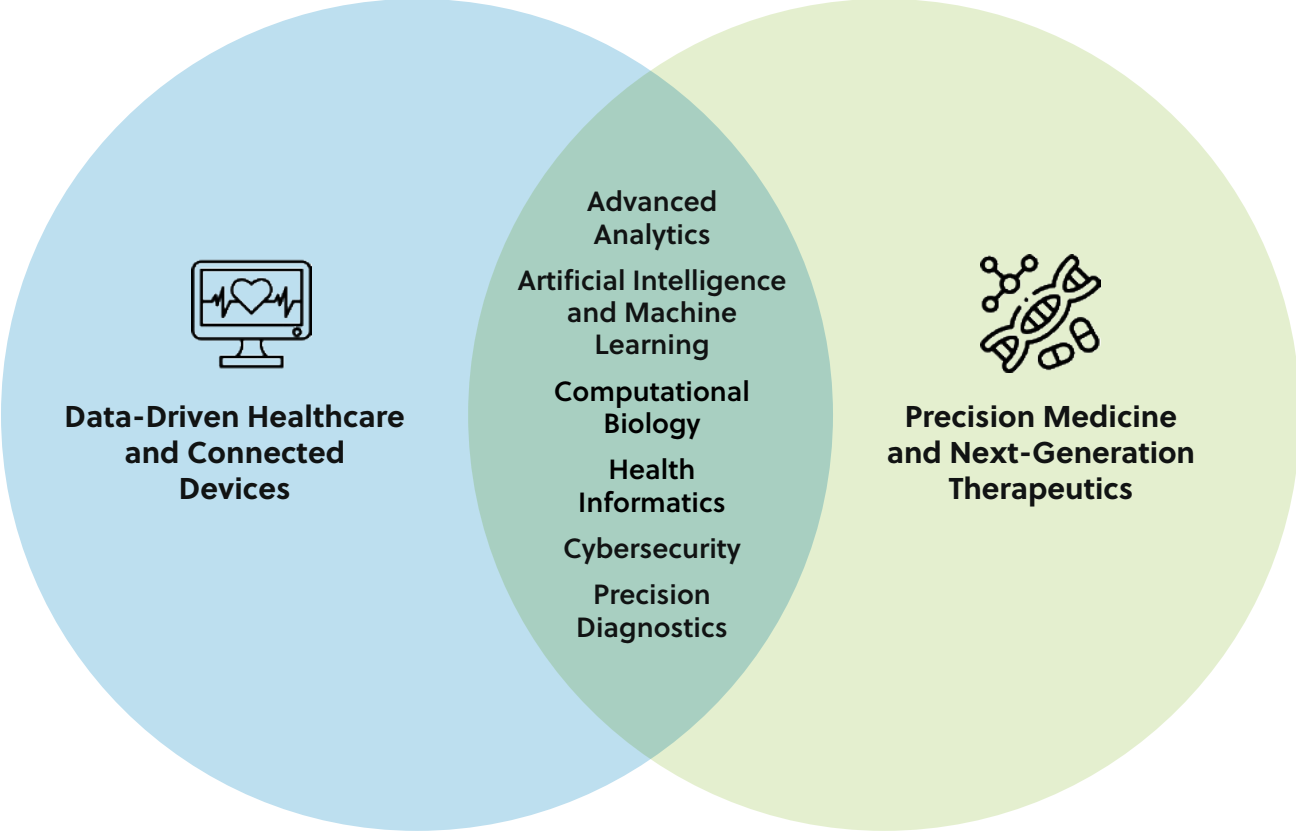 Data-Driven Healthcare
and Connected
Devices
Advanced
Analytics
Artificial Intelligence
and Machine
Learning
Computational
Biology
Health
Informatics
Cybersecurity
Precision
Diagnostics
Precision Medicine
and Next-Generation
Therapeutics